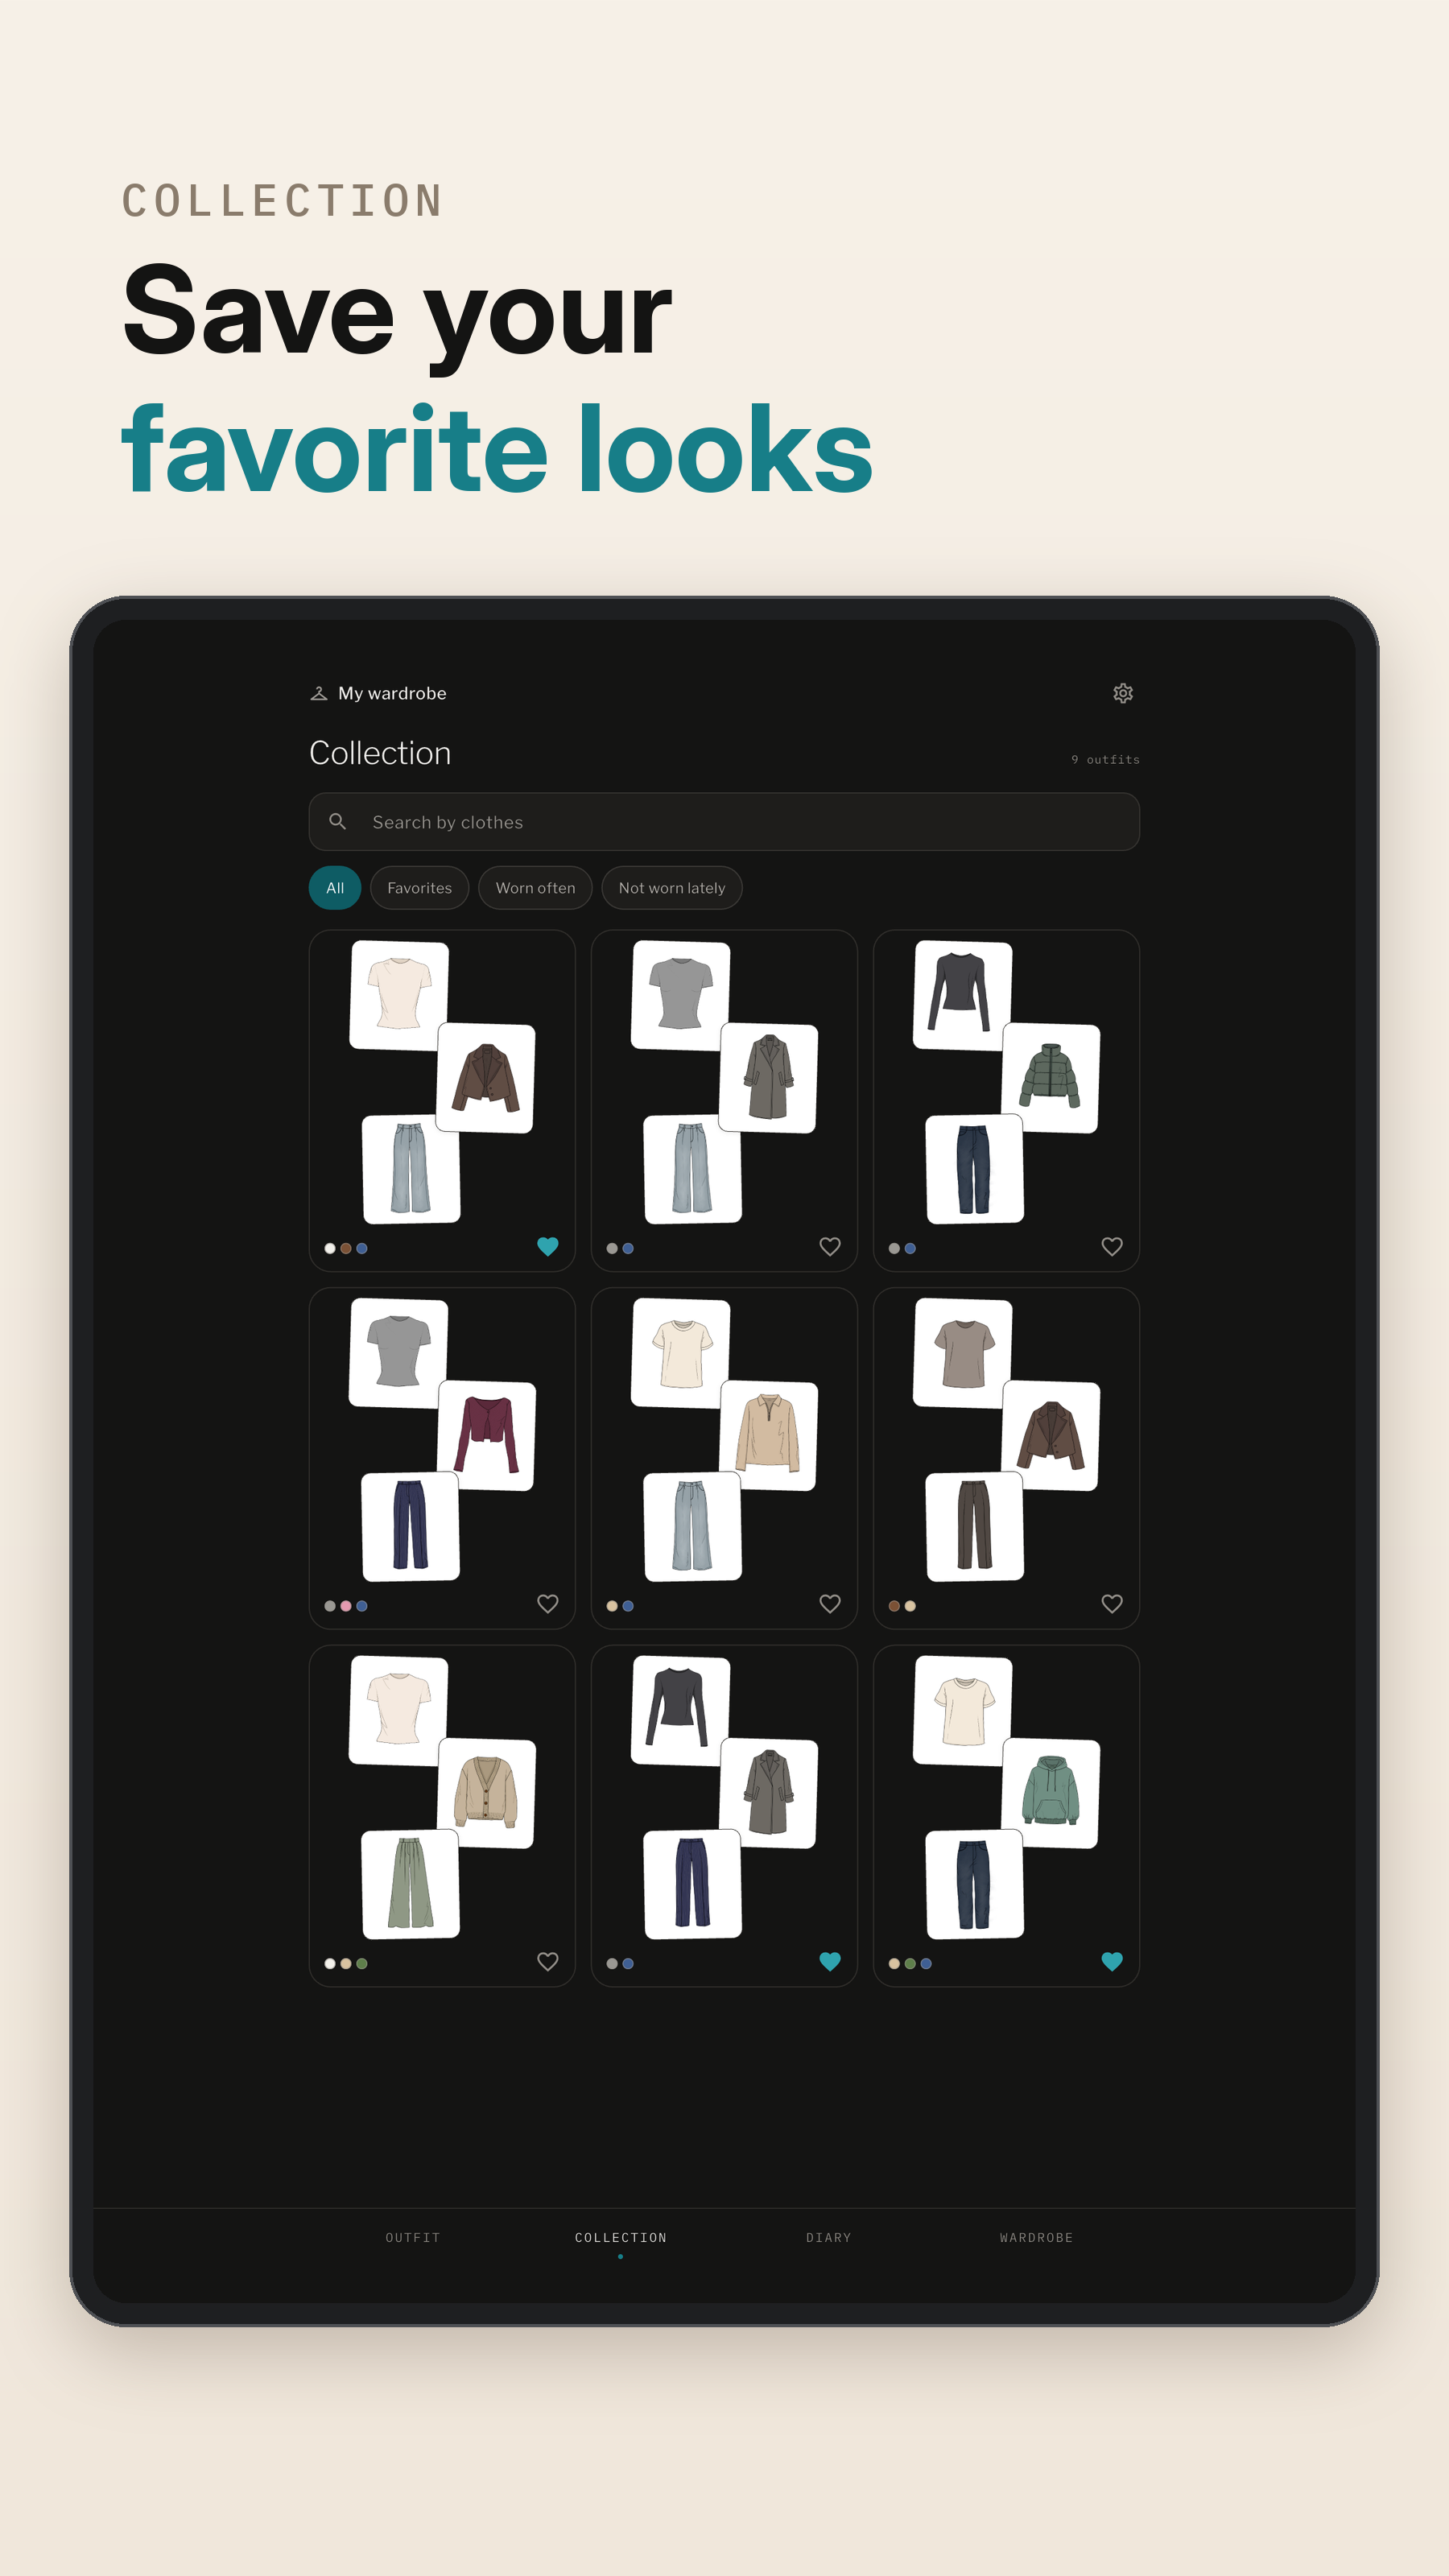 COLLECTION
Save your
favorite looks
My wardrobe
Collection
9 outfits
Search by clothes
All
Favorites
Worn often
Not worn lately
OUTFIT
COLLECTION
DIARY
WARDROBE